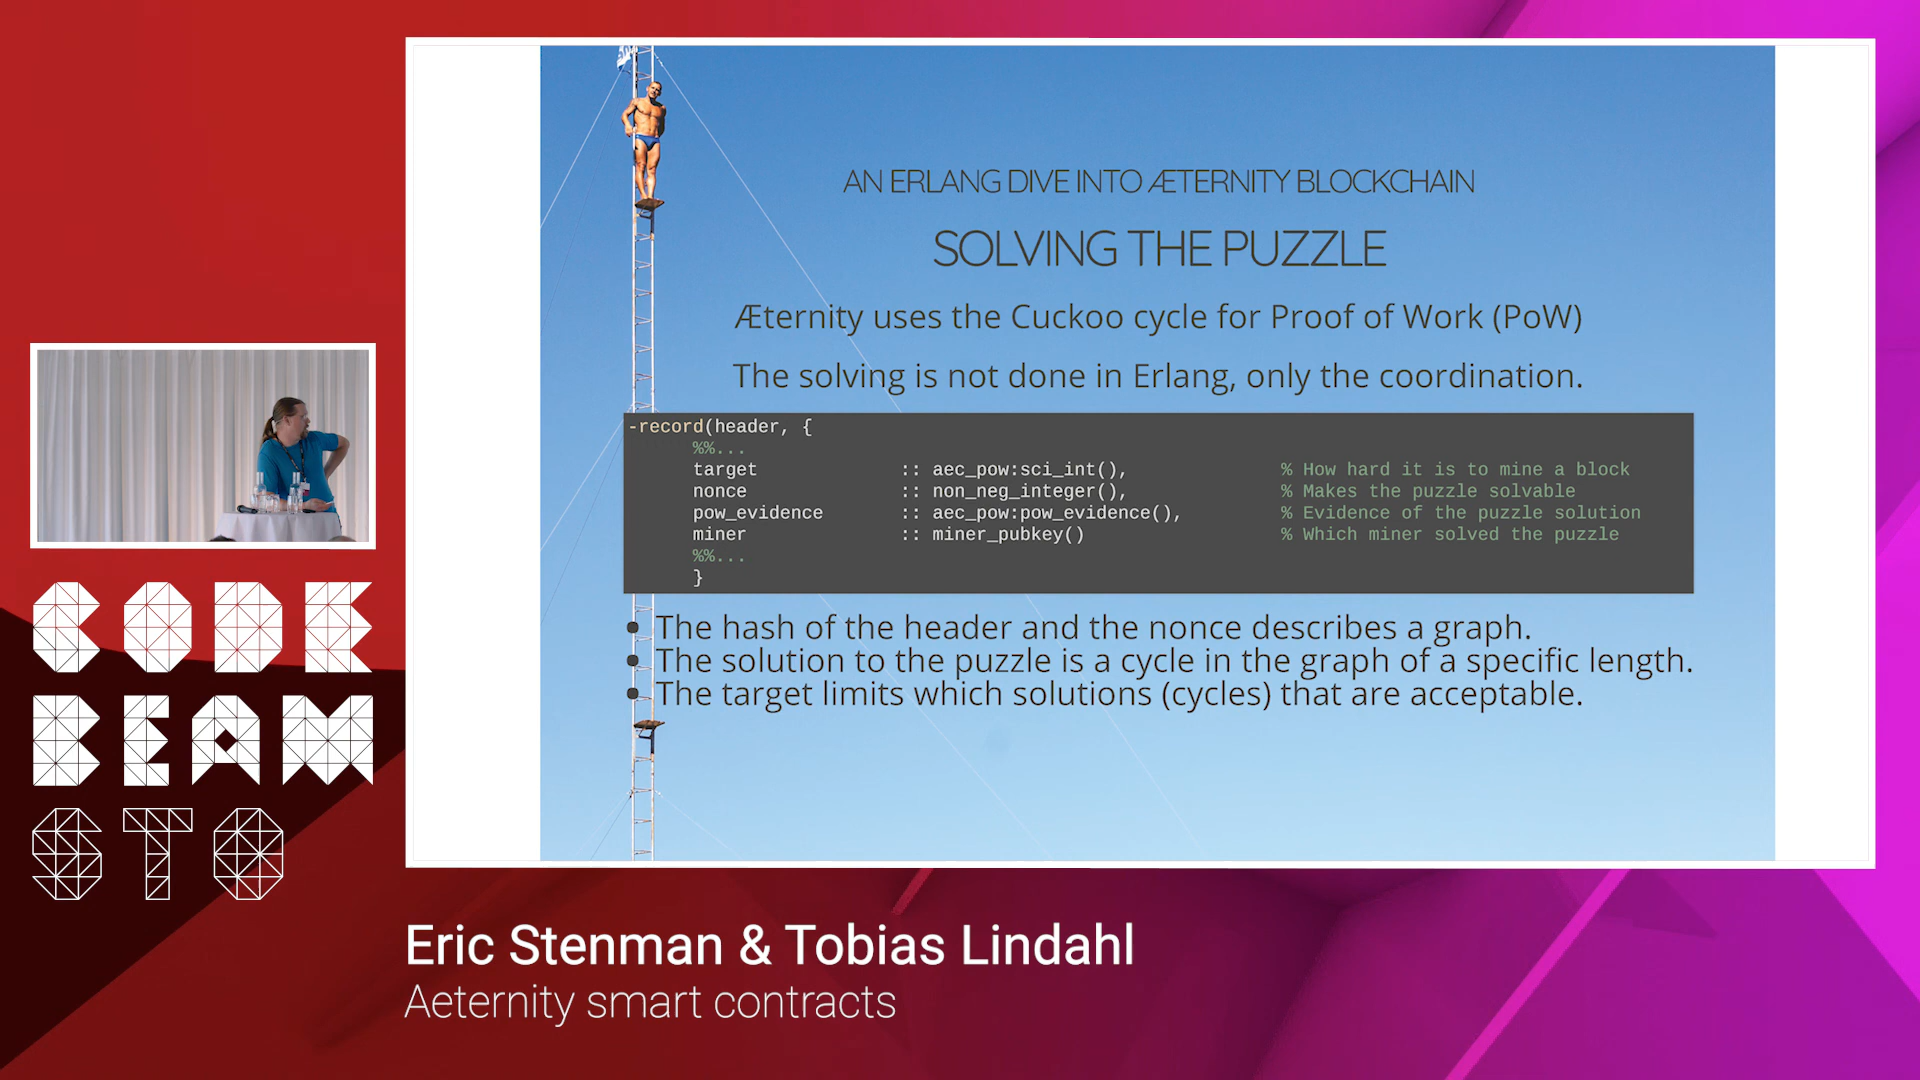 AN ERLANG DIVE INTO ÆTERNITY BLOCKCHAIN
SOLVING THE PUZZLE
Æternity uses the Cuckoo cycle for Proof of Work (PoW)
The solving is not done in Erlang, only the coordination.
-record(header, {
%%...
target :: aec_pow:sci_int(), % How hard it is to mine a block
nonce :: non_neg_integer(), % Makes the puzzle solvable
pow_evidence :: aec_pow:pow_evidence(), % Evidence of the puzzle solution
miner :: miner_pubkey() % Which miner solved the puzzle
%%...
}
• The hash of the header and the nonce describes a graph.
• The solution to the puzzle is a cycle in the graph of a specific length.
• The target limits which solutions (cycles) that are acceptable.
CODE
BEAM
STO
Eric Stenman & Tobias Lindahl
Aeternity smart contracts